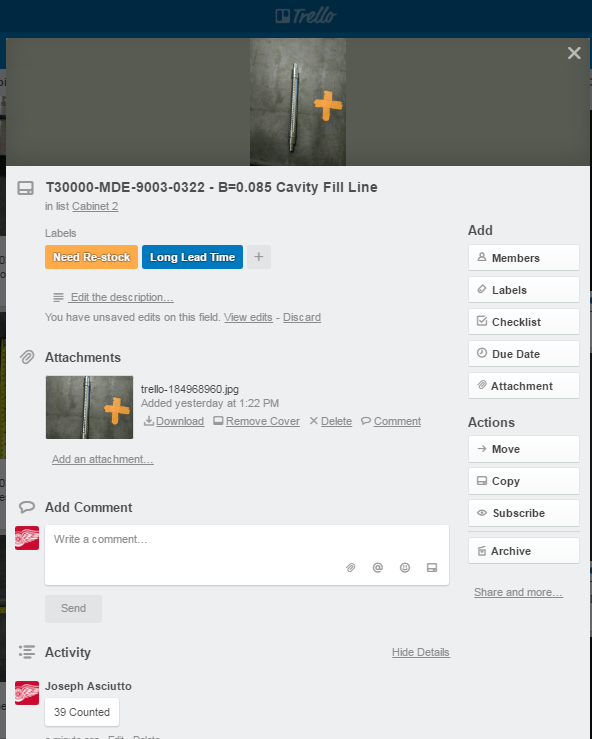 Trello
T30000-MDE-9003-0322 - B=0.085 Cavity Fill Line
in list Cabinet 2
Labels
Need Re-stock Long Lead Time +
Edit the description…
You have unsaved edits on this field. View edits - Discard
Attachments
trello-184968960.jpg
Added yesterday at 1:22 PM
Download Remove Cover Delete Comment
Add an attachment…
Add Comment
Write a comment…
Send
Activity Hide Details
Joseph Asciutto
39 Counted
a minute ago - Edit - Delete
Add
Members
Labels
Checklist
Due Date
Attachment
Actions
Move
Copy
Subscribe
Archive
Share and more…